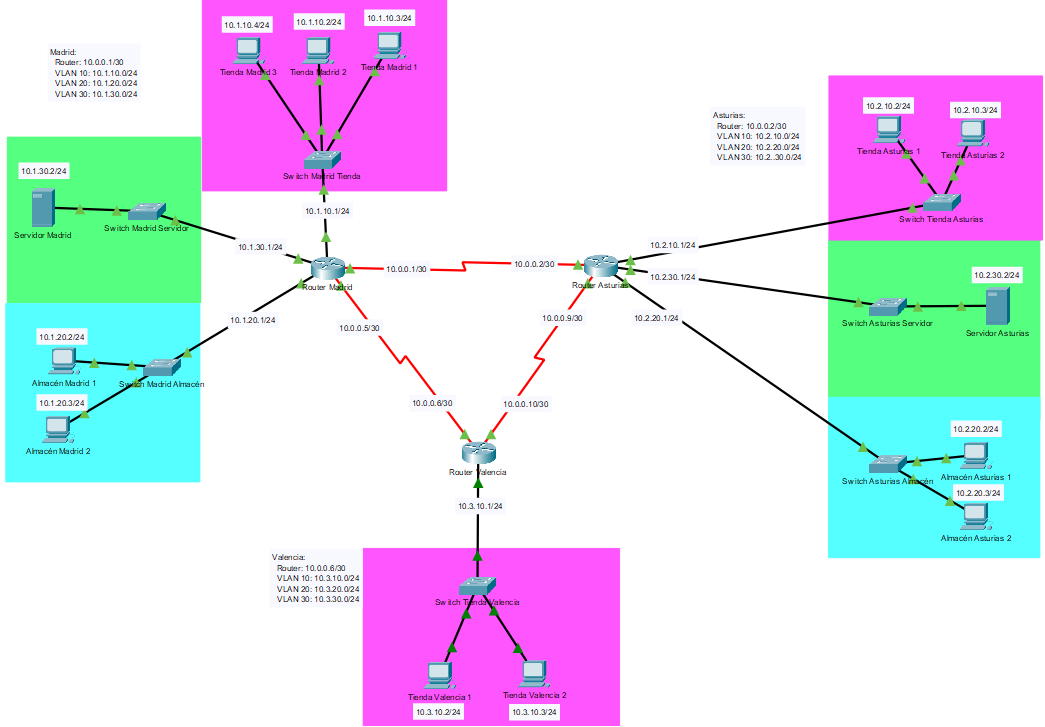 10.1.10.4/24
10.1.10.2/24
10.1.10.3/24
Tienda Madrid 3
Tienda Madrid 2
Tienda Madrid 1
Switch Madrid Tienda
10.1.10.1/24
Madrid:
Router: 10.0.0.1/30
VLAN 10: 10.1.10.0/24
VLAN 20: 10.1.20.0/24
VLAN 30: 10.1.30.0/24
10.1.30.2/24
Servidor Madrid
Switch Madrid Servidor
10.1.30.1/24
Router Madrid
10.0.0.1/30
10.0.0.2/30
Router Asturias
10.1.20.1/24
10.1.20.2/24
Almacén Madrid 1
Switch Madrid Almacén
10.1.20.3/24
Almacén Madrid 2
10.0.0.5/30
10.0.0.9/30
10.0.0.6/30
10.0.0.10/30
Router Valencia
10.3.10.1/24
Asturias:
Router: 10.0.0.2/30
VLAN 10: 10.2.10.0/24
VLAN 20: 10.2.20.0/24
VLAN 30: 10.2..30.0/24
10.2.10.2/24
10.2.10.3/24
Tienda Asturias 1
Tienda Asturias 2
Switch Tienda Asturias
10.2.10.1/24
10.2.30.1/24
10.2.20.1/24
10.2.30.2/24
Switch Asturias Servidor
Servidor Asturias
10.2.20.2/24
Almacén Asturias 1
Switch Asturias Almacén
10.2.20.3/24
Almacén Asturias 2
Valencia:
Router: 10.0.0.6/30
VLAN 10: 10.3.10.0/24
VLAN 20: 10.3.20.0/24
VLAN 30: 10.3.30.0/24
Switch Tienda Valencia
Tienda Valencia 1
Tienda Valencia 2
10.3.10.2/24
10.3.10.3/24